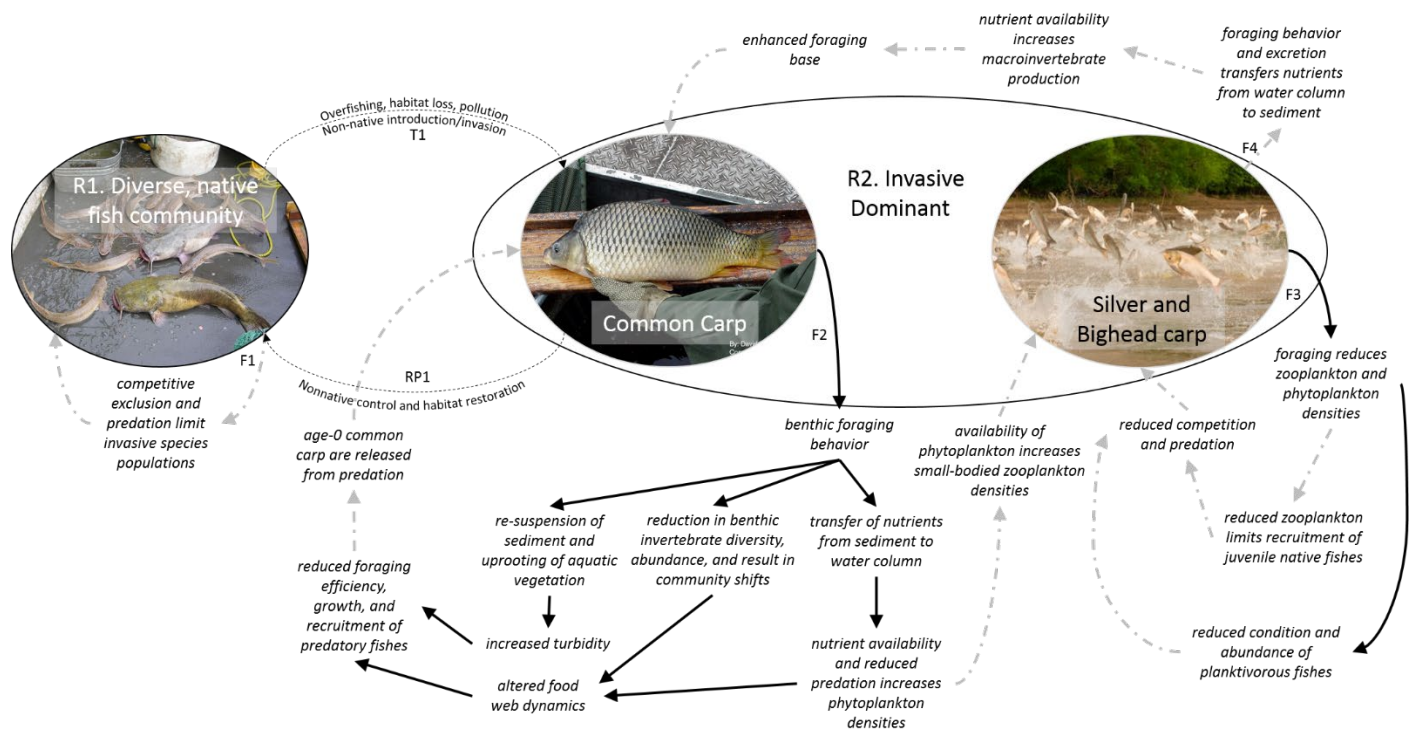 nutrient availability
increases
macroinvertebrate
production
foraging behavior
and excretion
transfers nutrients
from water column
to sediment
enhanced foraging
base
Overfishing, habitat loss, pollution
Non-native introduction/invasion
T1
F4
R1. Diverse, native
fish community
R2. Invasive
Dominant
Common Carp
Silver and
Bighead carp
F3
F2
F1
RP1
Nonnative control and habitat restoration
competitive
exclusion and
predation limit
invasive species
populations
age-0 common
carp are released
from predation
benthic foraging
behavior
availability of
phytoplankton increases
small-bodied zooplankton
densities
reduced competition
and predation
foraging reduces
zooplankton and
phytoplankton
densities
re-suspension of
sediment and
uprooting of aquatic
vegetation
reduction in benthic
invertebrate diversity,
abundance, and result in
community shifts
transfer of nutrients
from sediment to
water column
reduced zooplankton
limits recruitment of
juvenile native fishes
reduced foraging
efficiency,
growth, and
recruitment of
predatory fishes
increased turbidity
altered food
web dynamics
nutrient availability
and reduced
predation increases
phytoplankton
densities
reduced condition and
abundance of
planktivorous fishes